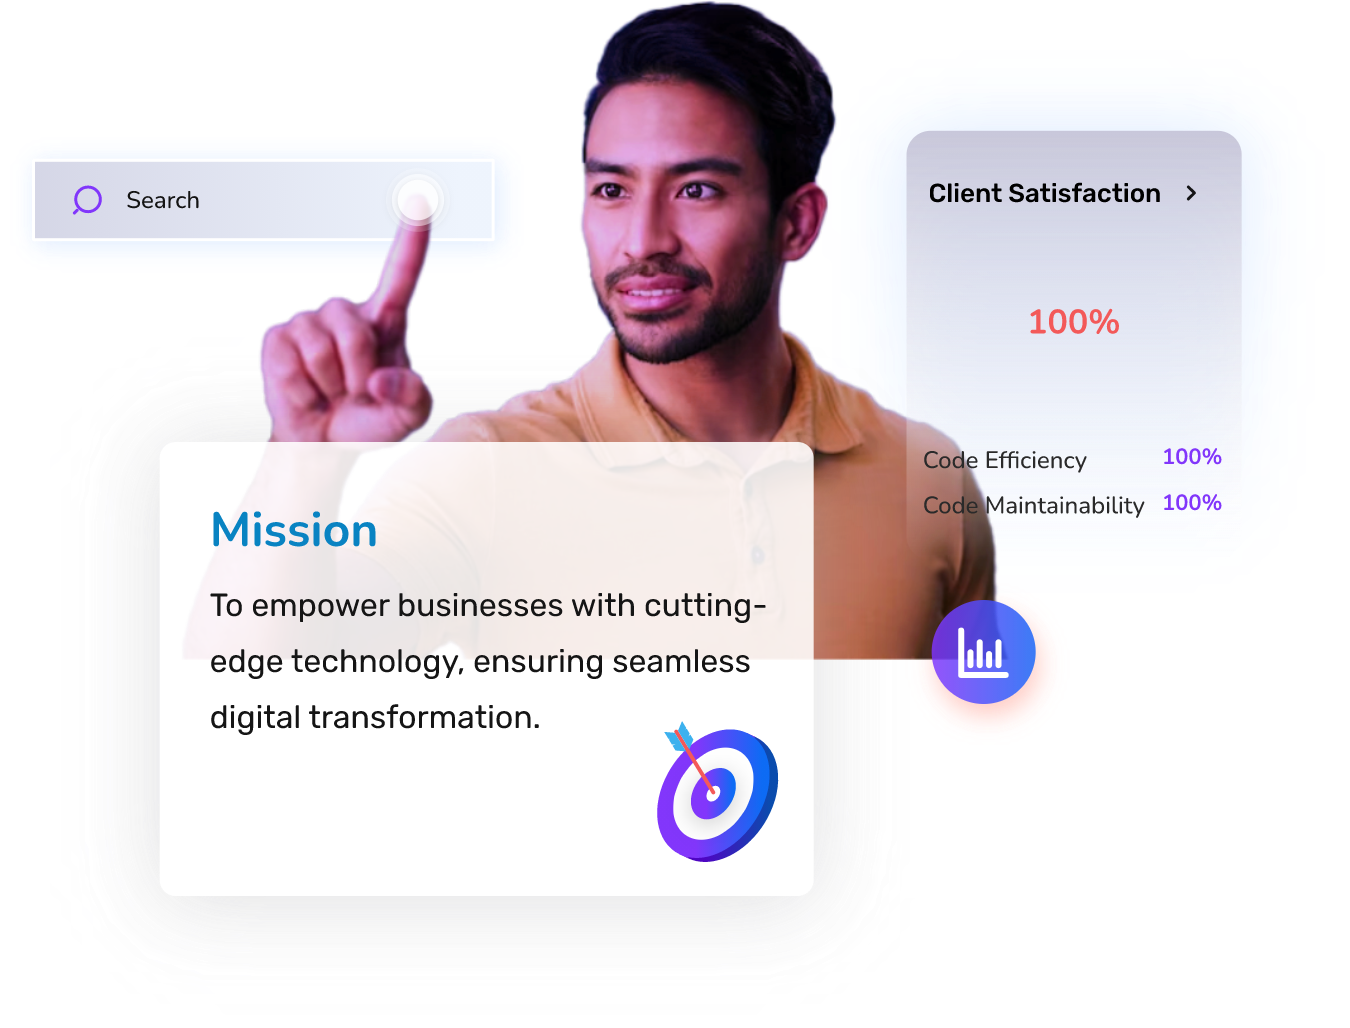 Search
Client Satisfaction
100%
Code Efficiency 100%
Code Maintainability 100%
Mission
To empower businesses with cutting-
edge technology, ensuring seamless
digital transformation.